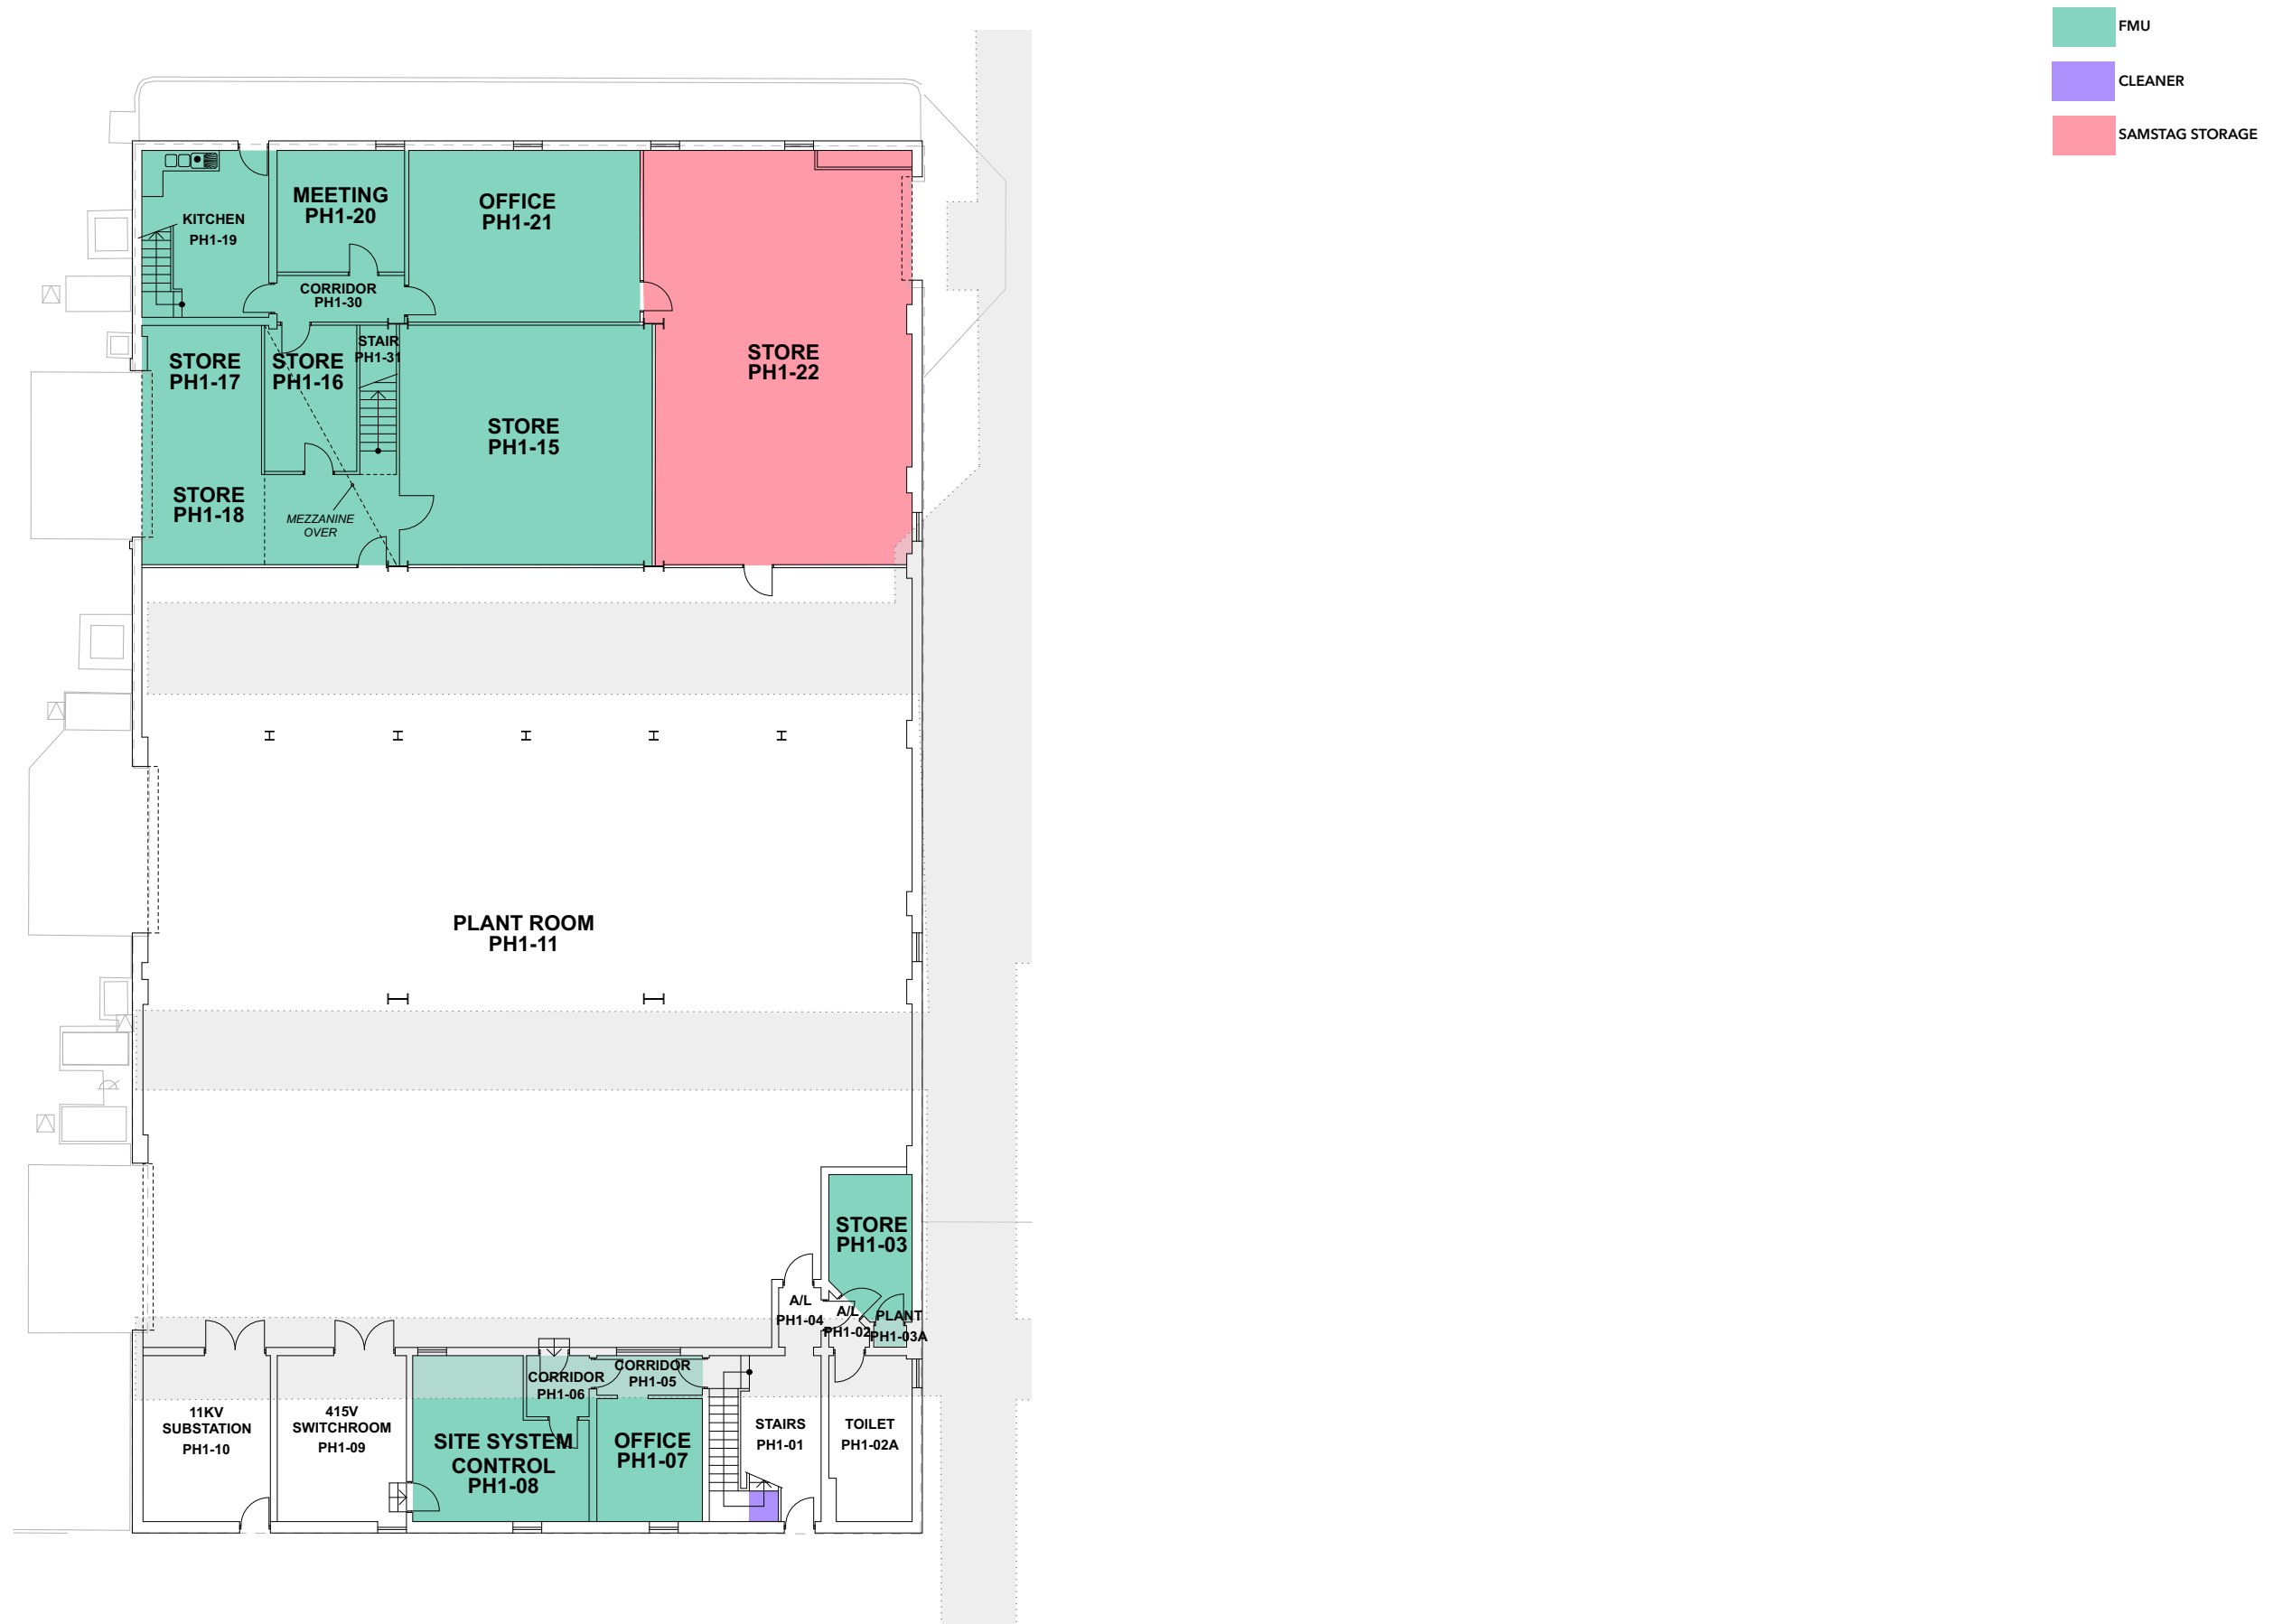 FMU
CLEANER
SAMSTAG STORAGE
MEETING
PH1-20
OFFICE
PH1-21
KITCHEN
PH1-19
CORRIDOR
PH1-30
STAIR
PH1-31
STORE
PH1-17
STORE
PH1-16
STORE
PH1-22
STORE
PH1-15
STORE
PH1-18
MEZZANINE
OVER
PLANT ROOM
PH1-11
STORE
PH1-03
A/L
PH1-04
A/L
PH1-02
PLANT
PH1-03A
CORRIDOR
PH1-05
CORRIDOR
PH1-06
11KV
SUBSTATION
PH1-10
415V
SWITCHROOM
PH1-09
SITE SYSTEM
CONTROL
PH1-08
OFFICE
PH1-07
STAIRS
PH1-01
TOILET
PH1-02A